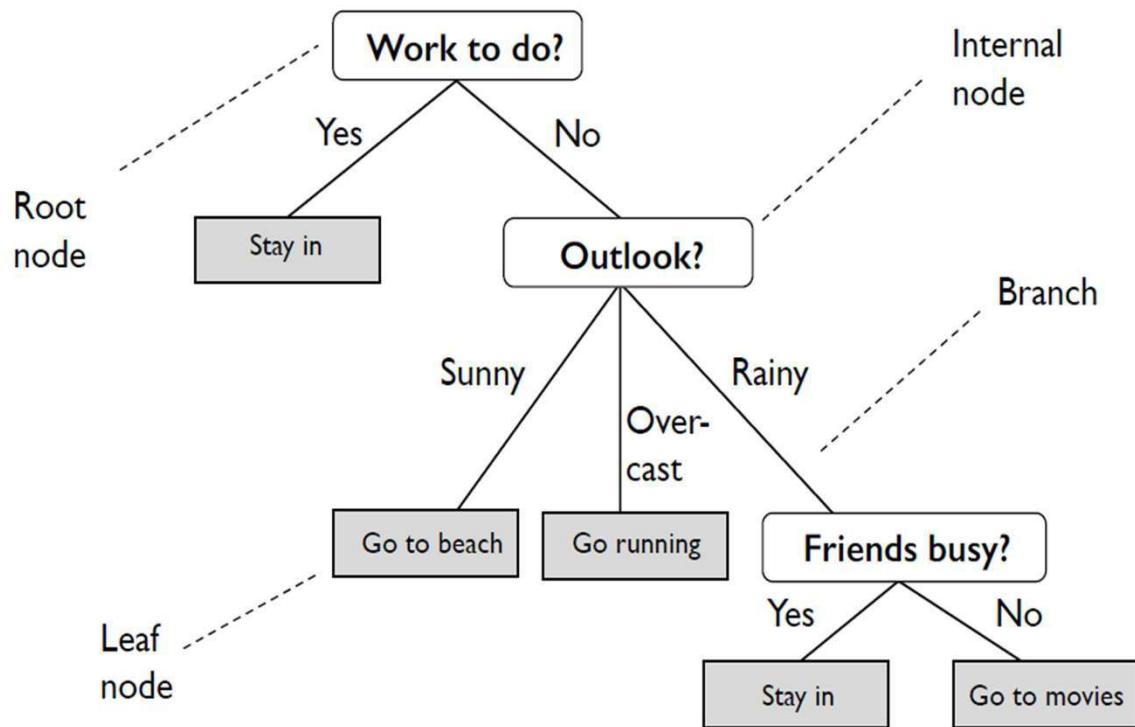 Work to do?
Internal
node
Yes
No
Root
node
Stay in
Outlook?
Branch
Sunny
Rainy
Over-
cast
Go to beach
Go running
Friends busy?
Yes
No
Leaf
node
Stay in
Go to movies